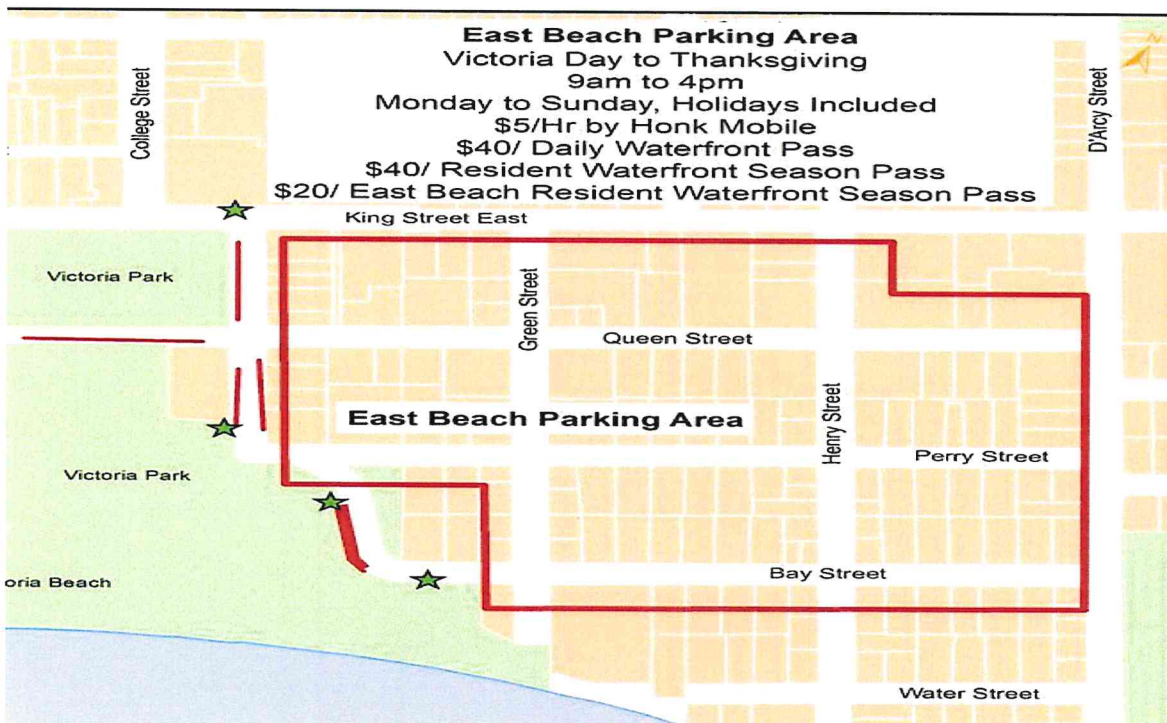 East Beach Parking Area
Victoria Day to Thanksgiving
9am to 4pm
Monday to Sunday, Holidays Included
$5/Hr by Honk Mobile
$40/ Daily Waterfront Pass
$40/ Resident Waterfront Season Pass
$20/ East Beach Resident Waterfront Season Pass
College Street
D'Arcy Street
King Street East
Victoria Park
Green Street
Queen Street
East Beach Parking Area
Henry Street
Perry Street
Victoria Park
Bay Street
oria Beach
Water Street